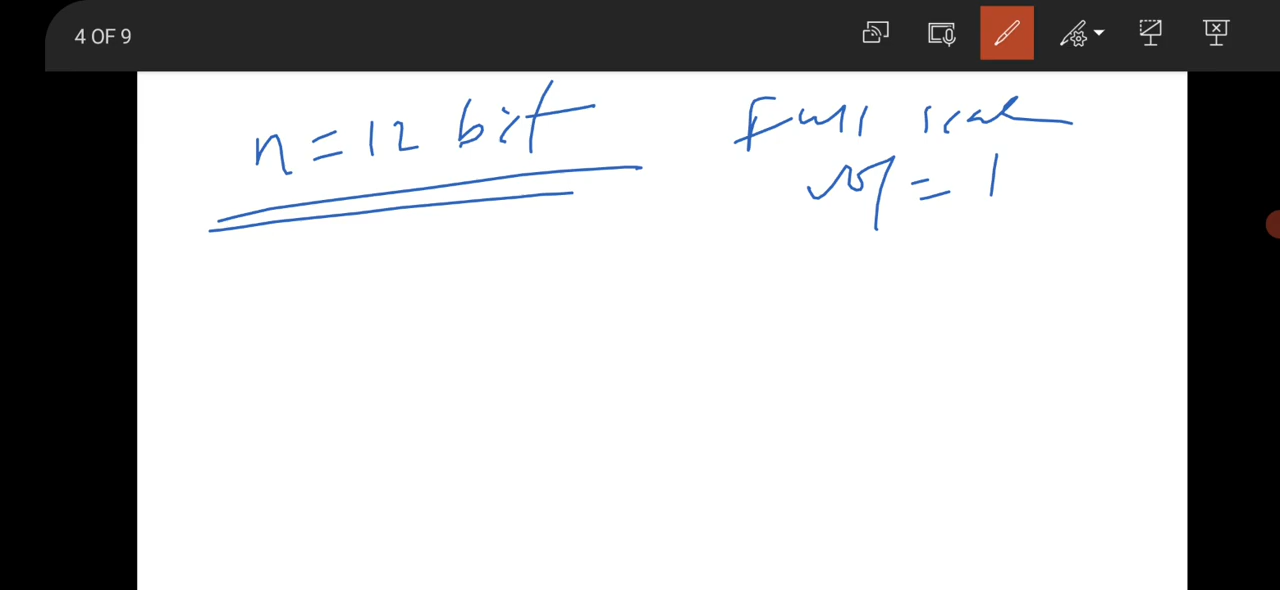 4 OF 9
n = 12 bit
Full scale
= 1